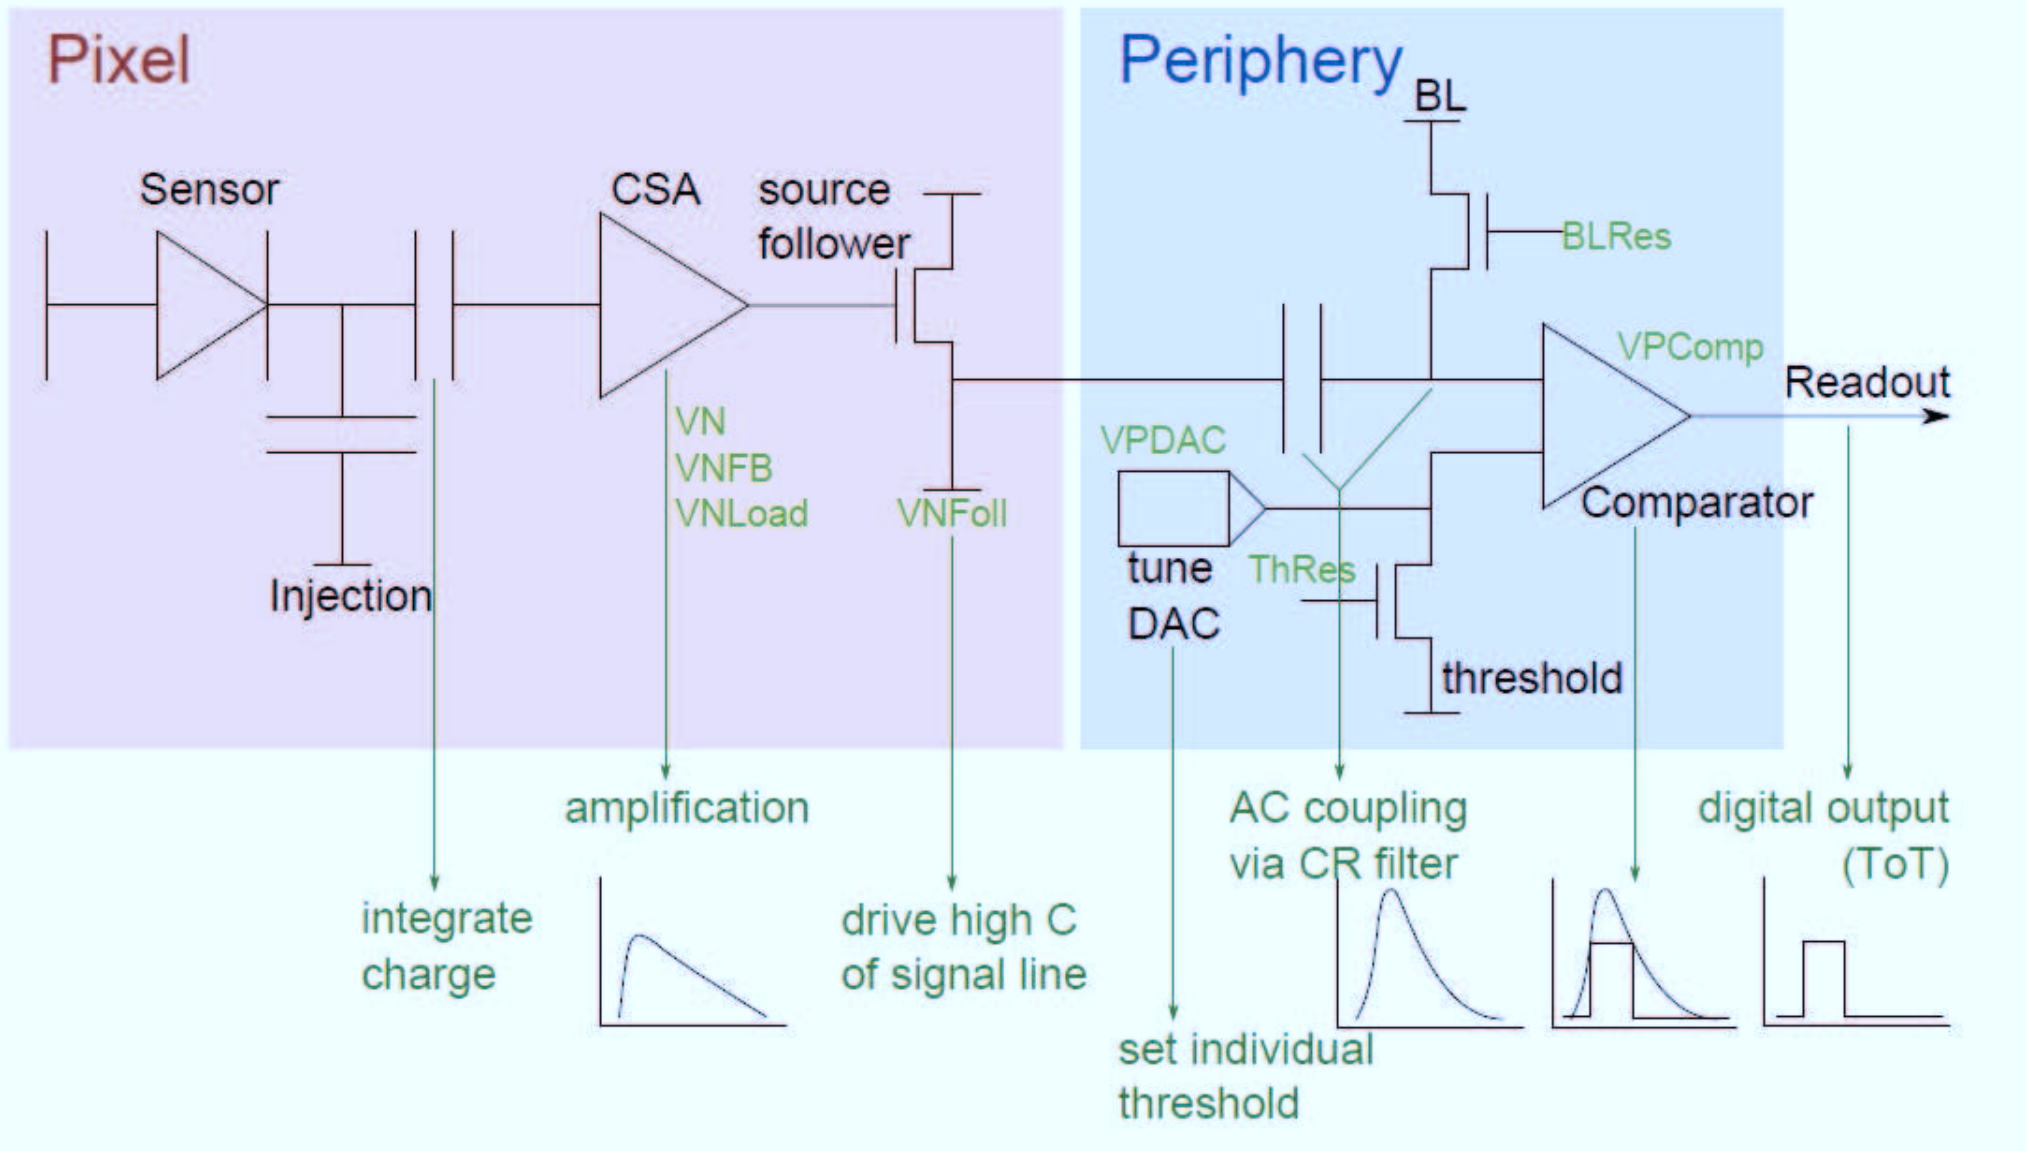 Pixel
Periphery
BL
Sensor
CSA
source
follower
BLRes
VPComp
Readout
VN
VNFB
VNLoad
VPDAC
VNFoll
Comparator
tune
DAC
ThRes
Injection
threshold
amplification
AC coupling
via CR filter
digital output
(ToT)
integrate
charge
drive high C
of signal line
set individual
threshold